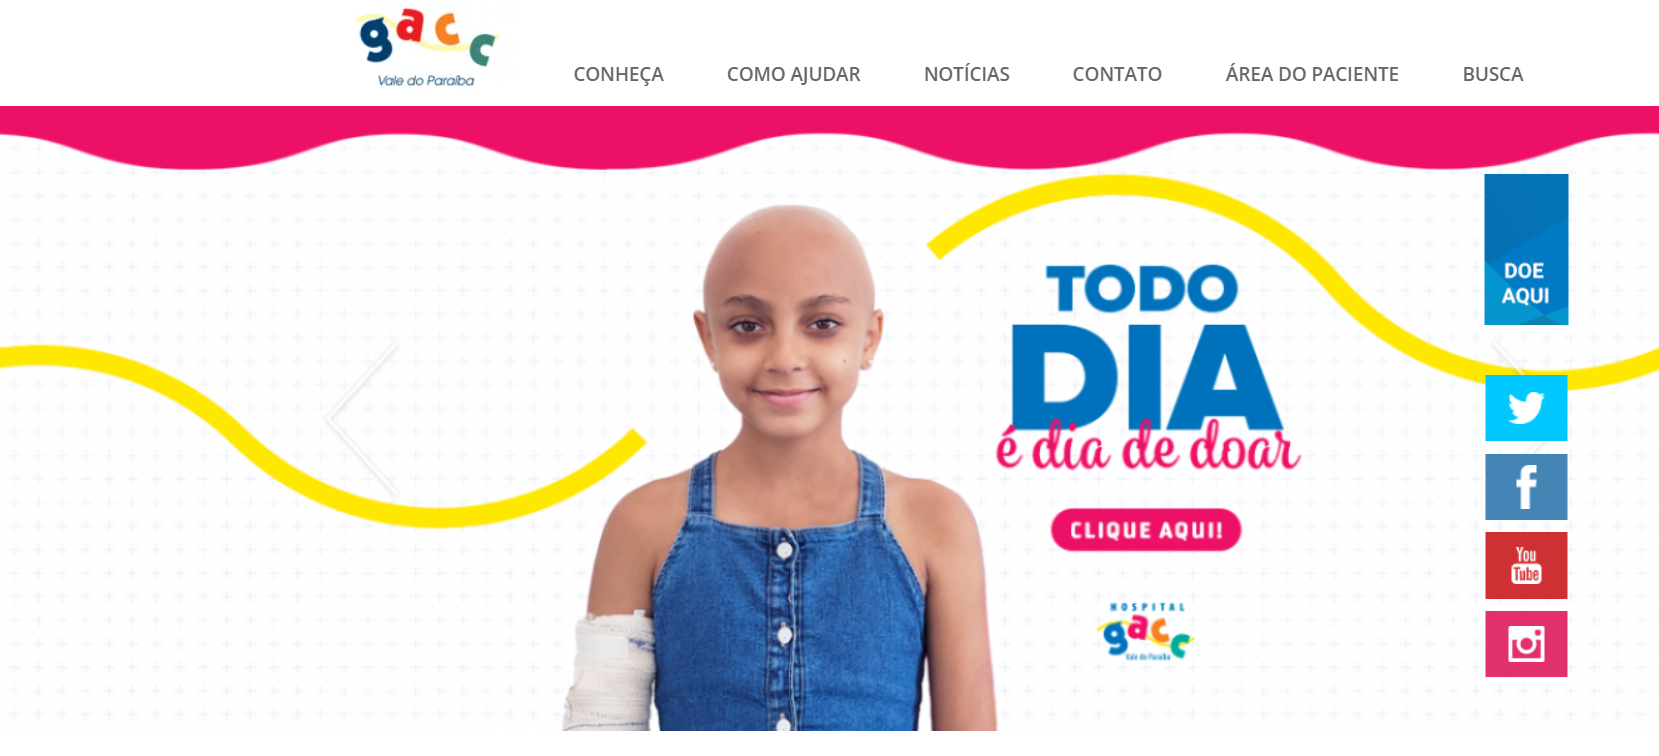 gacc
Vale do Paraíba
CONHEÇA
COMO AJUDAR
NOTÍCIAS
CONTATO
ÁREA DO PACIENTE
BUSCA
TODO
DIA
é dia de doar
CLIQUE AQUI!
HOSPITAL
gacc
Vale do Paraíba
DOE
AQUI
You
Tube